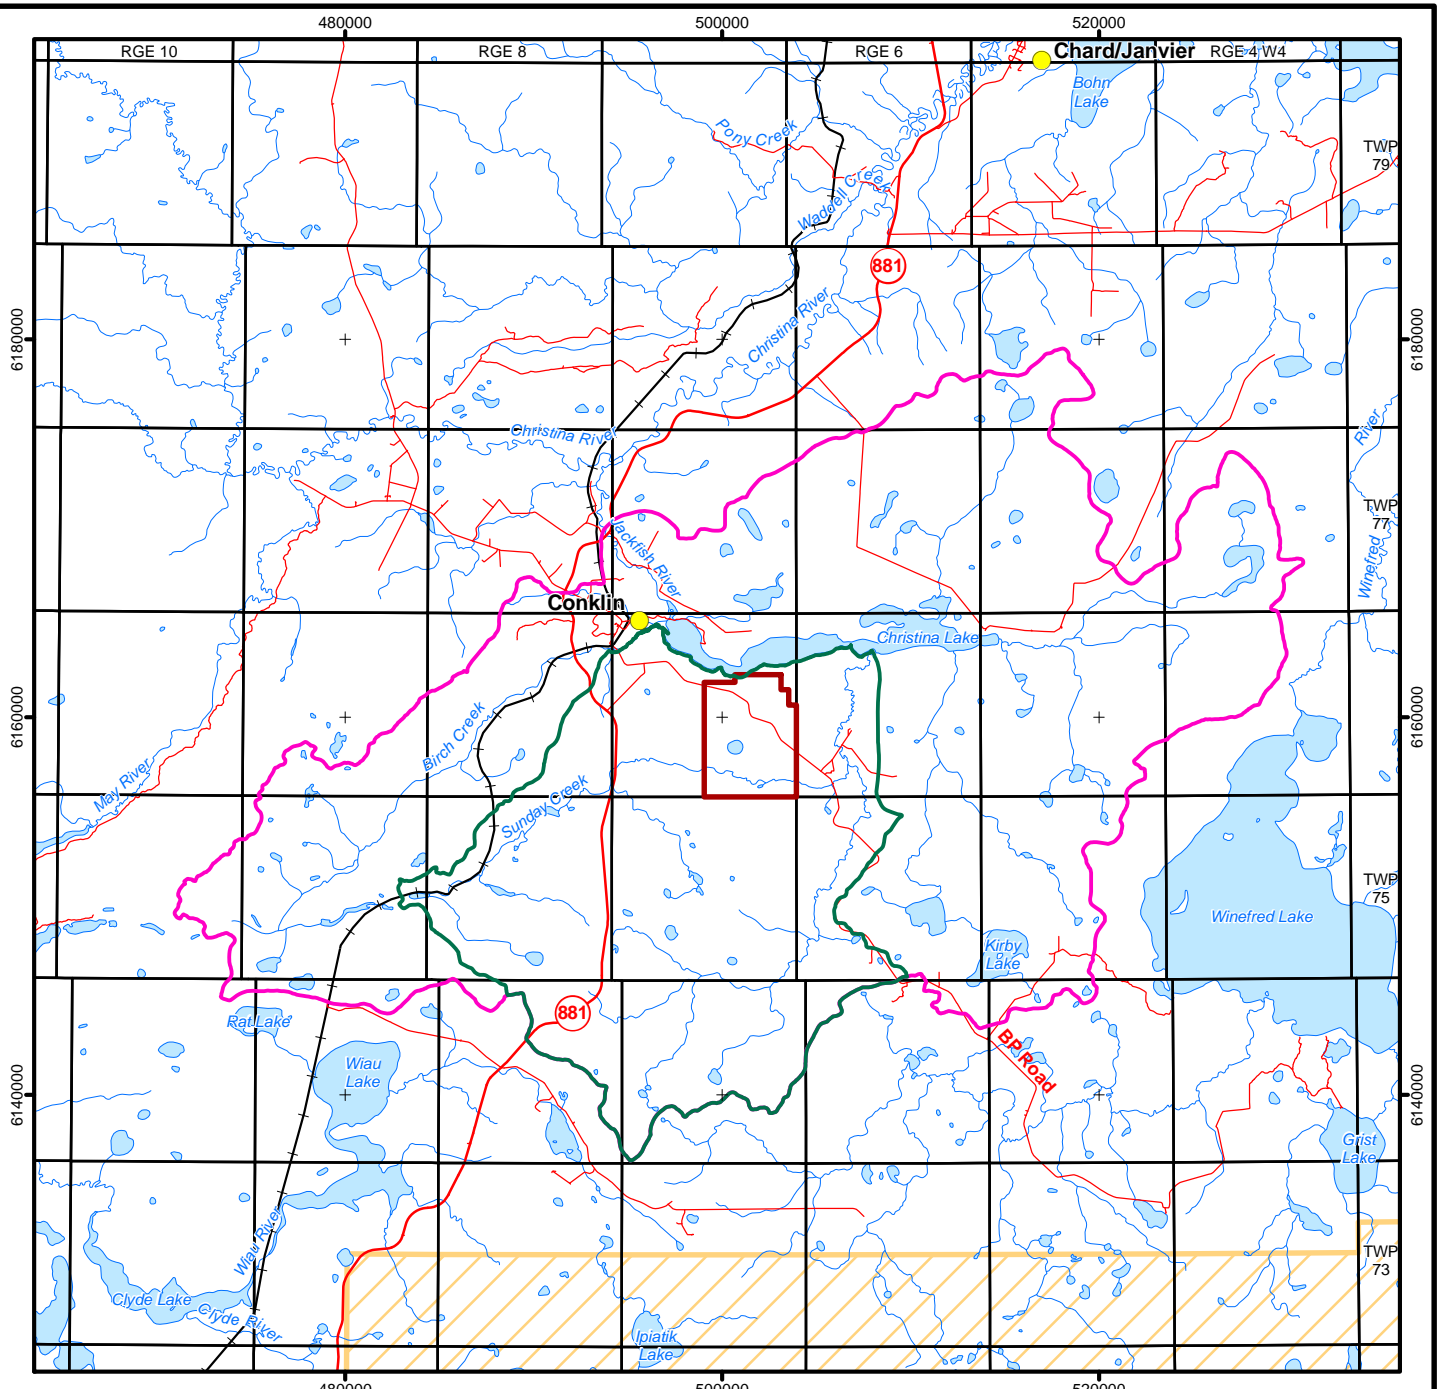 480000
500000
520000
RGE 10
RGE 8
RGE 6
RGE 4 W4
Chard/Janvier
Bohn
Lake
Pony Creek
TWP
79
Waddell Creek
881
Christina River
6180000
6180000
Christina River
River
TWP
77
Jackfish River
Winefred
Conklin
Christina Lake
6160000
6160000
Birch Creek
May River
Sunday Creek
TWP
75
Winefred Lake
Kirby
Lake
881
Rat Lake
BP Road
Wiau
Lake
6140000
6140000
Grist
Lake
Wiau River
TWP
73
Clyde Lake
Clyde River
Ipiatik
Lake
480000
500000
520000